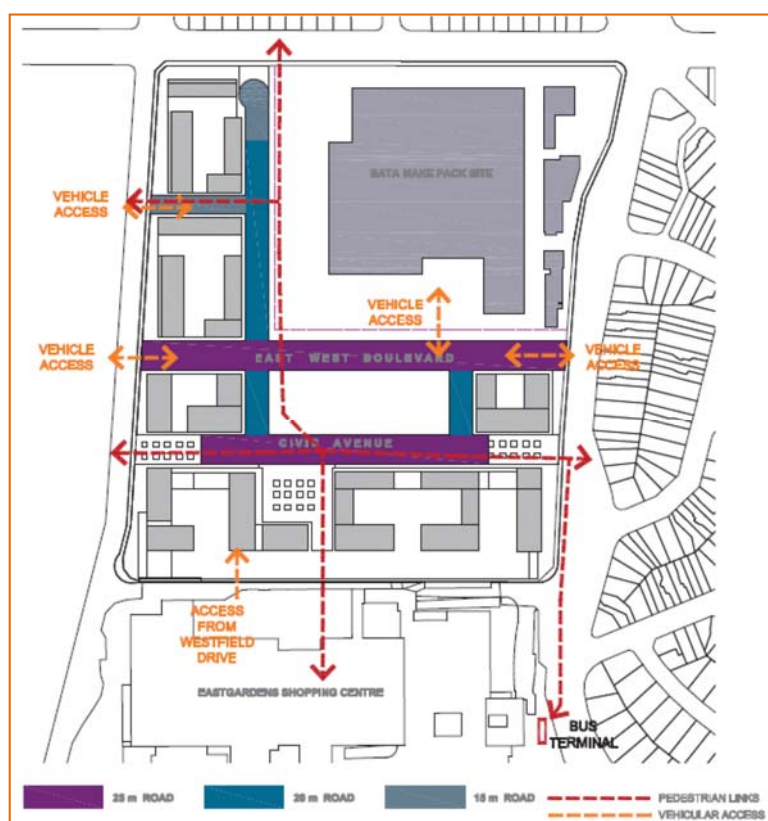 BATA MAKE PACK SITE
VEHICLE
ACCESS
VEHICLE
ACCESS
VEHICLE
ACCESS
EAST WEST BOULEVARD
VEHICLE
ACCESS
CIVIC AVENUE
ACCESS
FROM
WESTFIELD
DRIVE
EASTGARDENS SHOPPING CENTRE
BUS
TERMINAL
25 m ROAD
20 m ROAD
15 m ROAD
PEDESTRIAN LINKS
VEHICULAR ACCESS